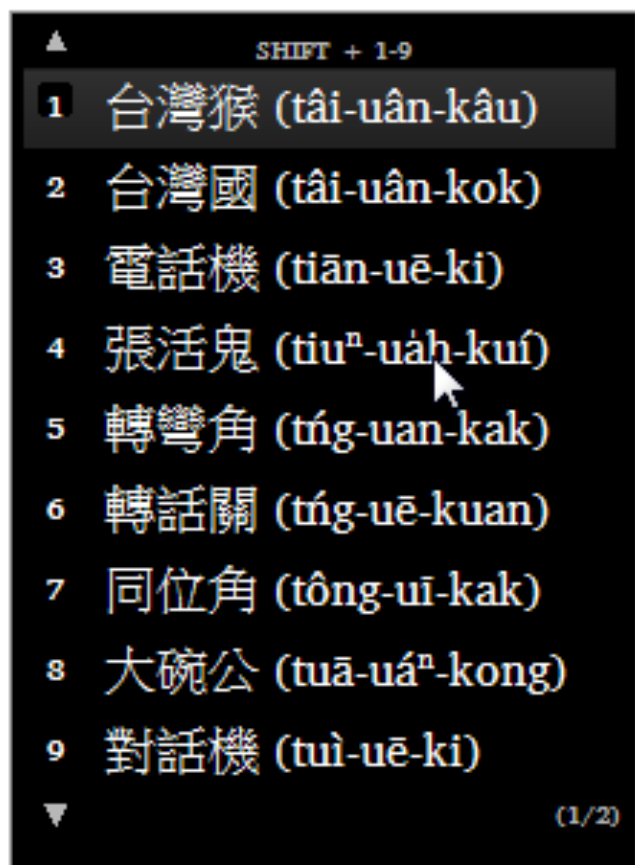 SHIFT + 1-9
1 台灣猴 (tâi-uân-kâu)
2 台灣國 (tâi-uân-kok)
3 電話機 (tiān-uē-ki)
4 張活鬼 (tiuⁿ-ua̍h-kuí)
5 轉彎角 (tńg-uan-kak)
6 轉話關 (tńg-uē-kuan)
7 同位角 (tông-uī-kak)
8 大碗公 (tuā-uáⁿ-kong)
9 對話機 (tuì-uē-ki)
(1/2)